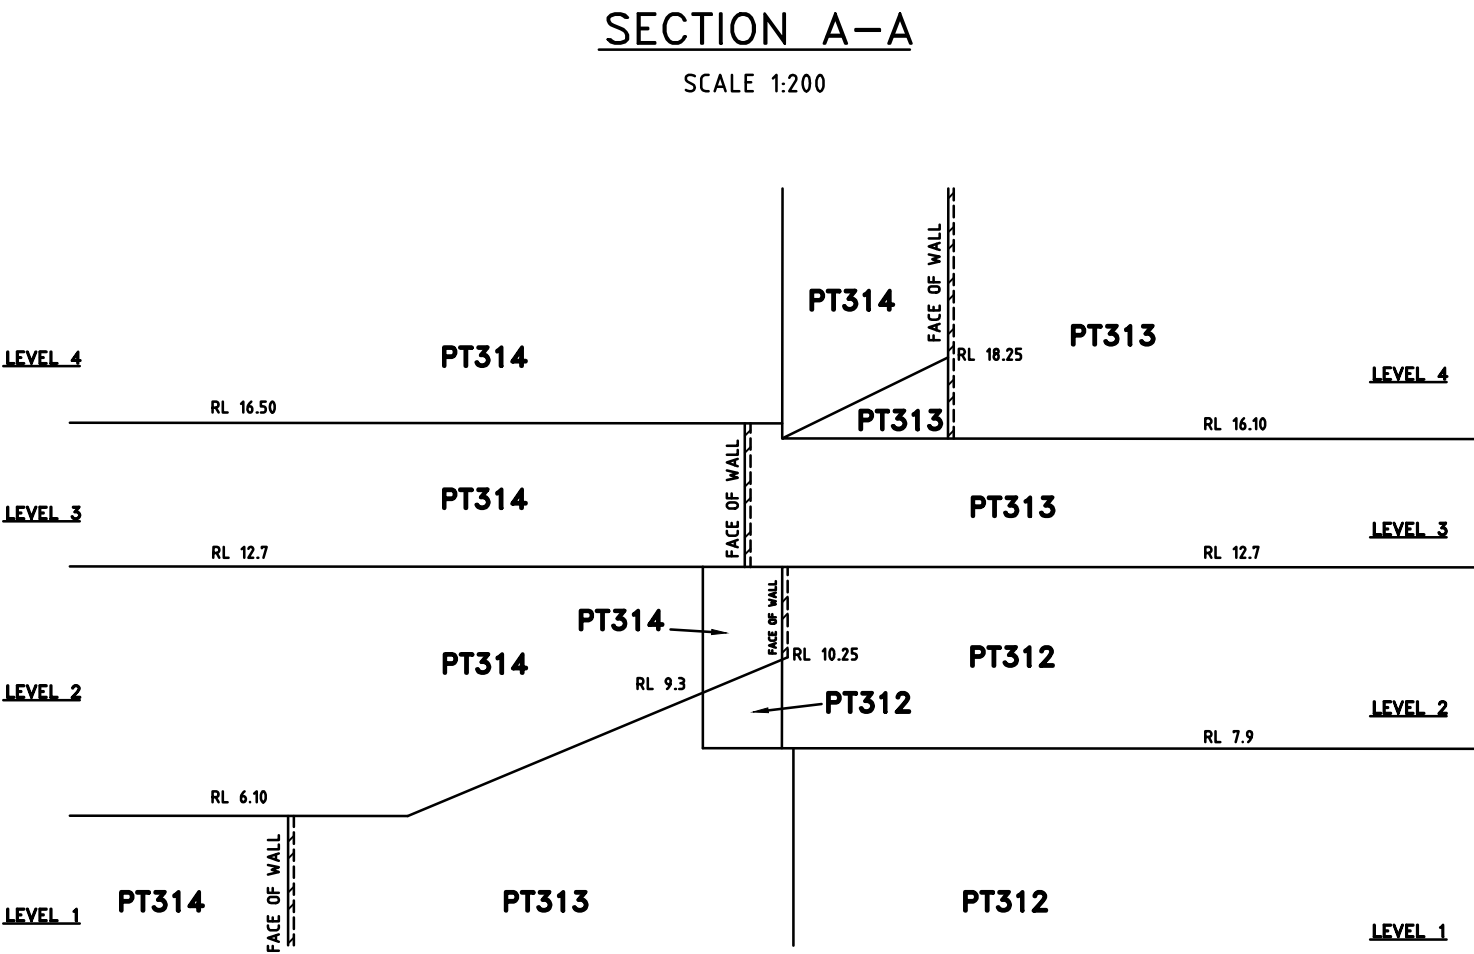 SECTION A-A
SCALE 1:200
FACE OF WALL
PT314
PT313
LEVEL 4
PT314
RL 18.25
LEVEL 4
RL 16.50
PT313
RL 16.10
FACE OF WALL
PT314
PT313
LEVEL 3
LEVEL 3
RL 12.7
RL 12.7
FACE OF WALL
PT314
PT314
RL 10.25
PT312
LEVEL 2
RL 9.3
PT312
LEVEL 2
RL 7.9
RL 6.10
FACE OF WALL
PT314
PT313
PT312
LEVEL 1
LEVEL 1